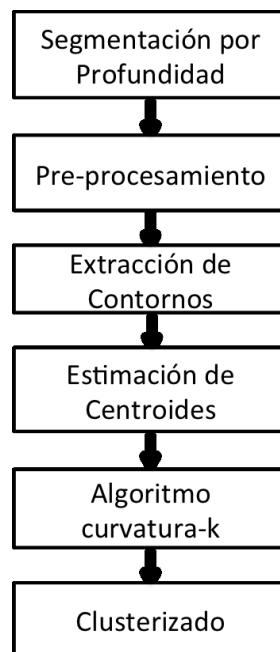 Segmentación por
Profundidad
Pre-procesamiento
Extracción de
Contornos
Estimación de
Centroides
Algoritmo
curvatura-k
Clusterizado